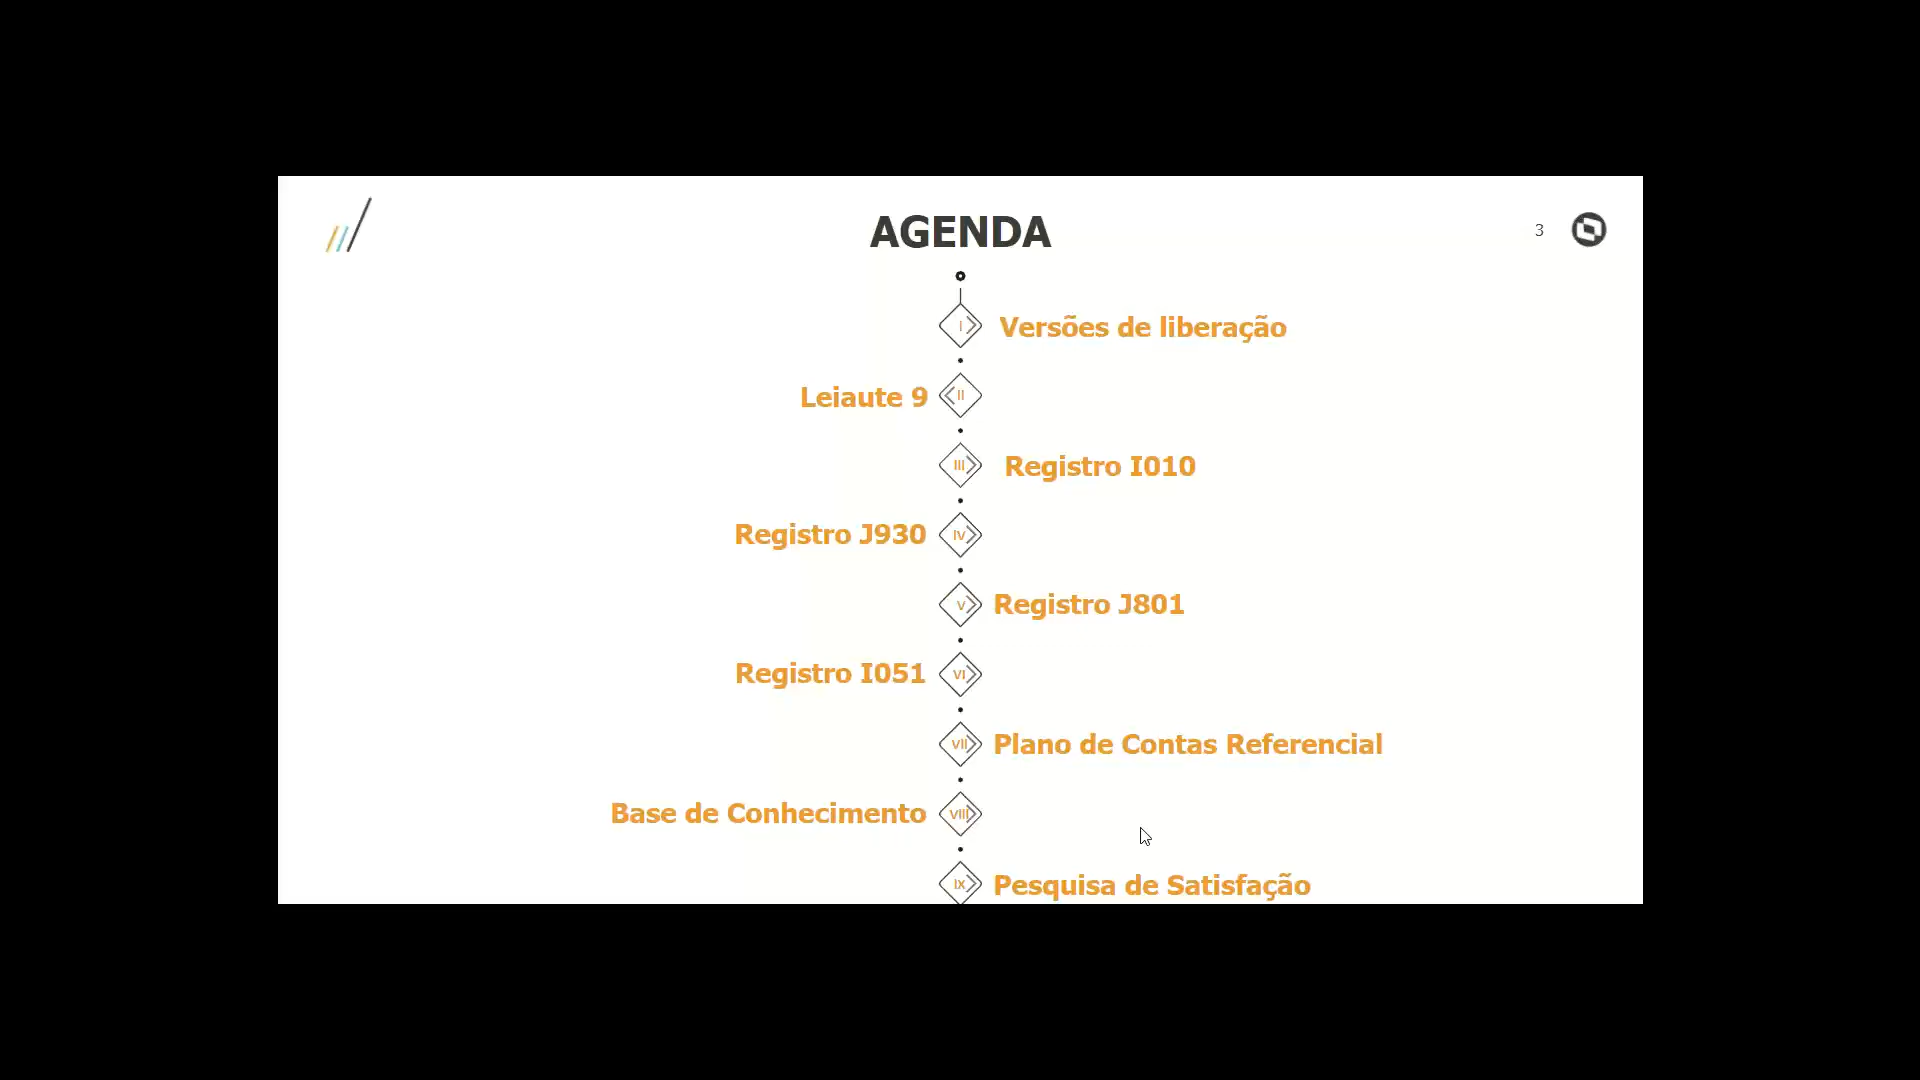 AGENDA
3
I Versões de liberação
Leiaute 9 II
III Registro I010
Registro J930 IV
V Registro J801
Registro I051 VI
VII Plano de Contas Referencial
Base de Conhecimento VIII
IX Pesquisa de Satisfação